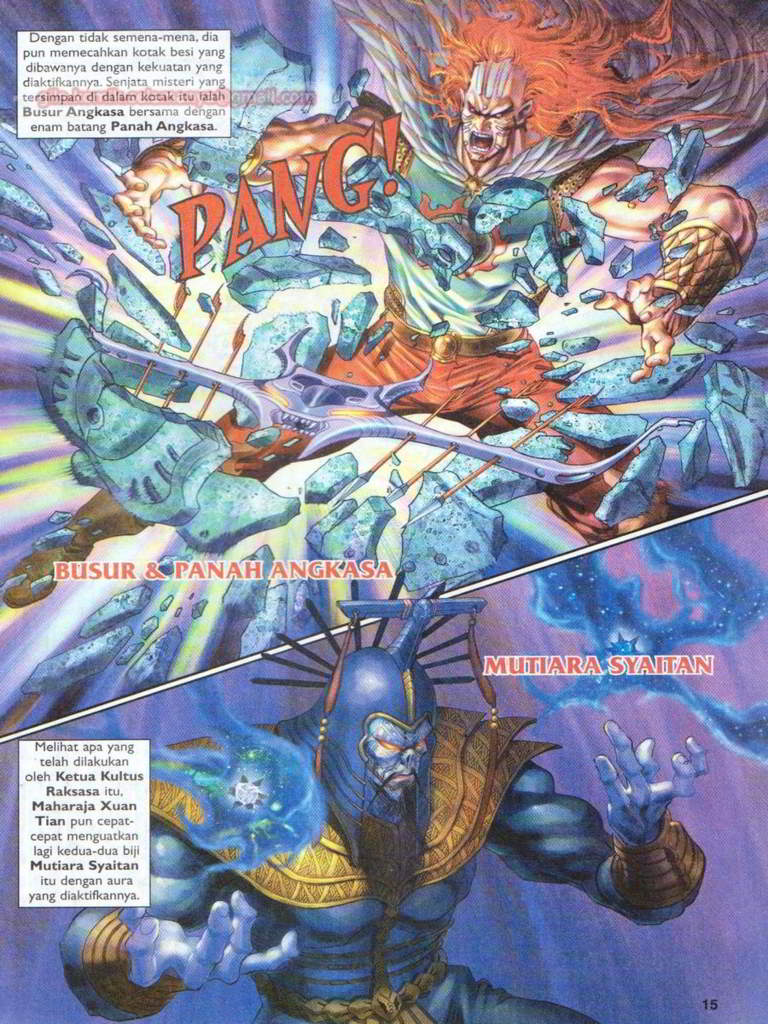 Dengan tidak semena-mena, dia
pun memecahkan kotak besi yang
dibawanya dengan kekuatan yang
diaktifkannya. Senjata misteri yang
tersimpan di dalam kotak itu ialah
Busur Angkasa bersama dengan
enam batang Panah Angkasa.
PANG!
BUSUR & PANAH ANGKASA
MUTIARA SYAITAN
Melihat apa yang
telah dilakukan
oleh Ketua Kultus
Raksasa itu,
Maharaja Xuan
Tian pun cepat-
cepat menguatkan
lagi kedua-dua biji
Mutiara Syaitan
itu dengan aura
yang diaktifkannya.
15